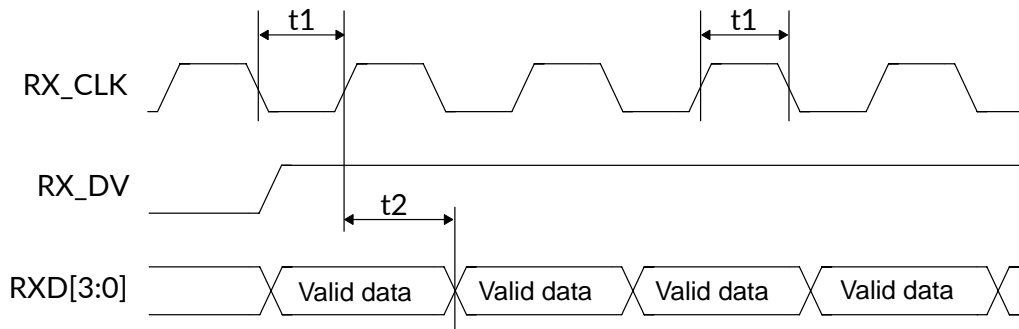 t1 t1
RX_CLK
RX_DV
t2
RXD[3:0] Valid data Valid data Valid data Valid data